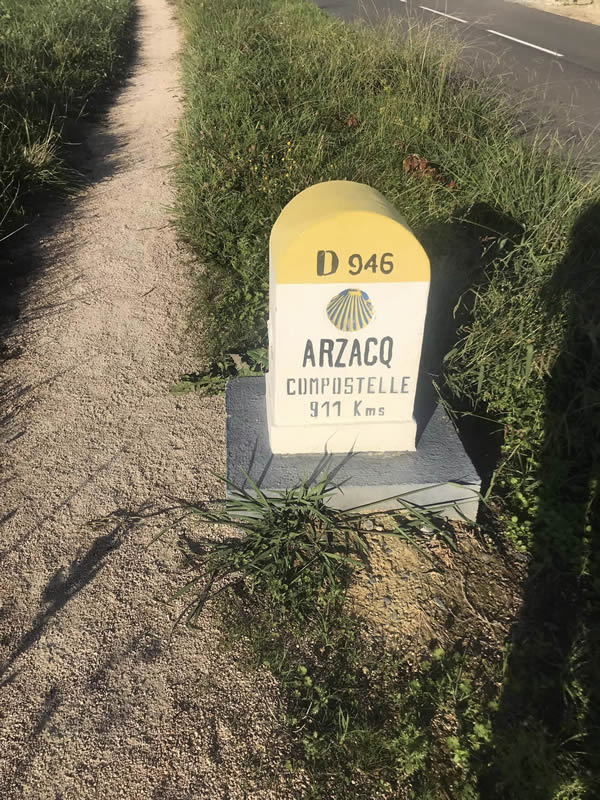 D 946
ARZACQ
COMPOSTELLE
911 Kms